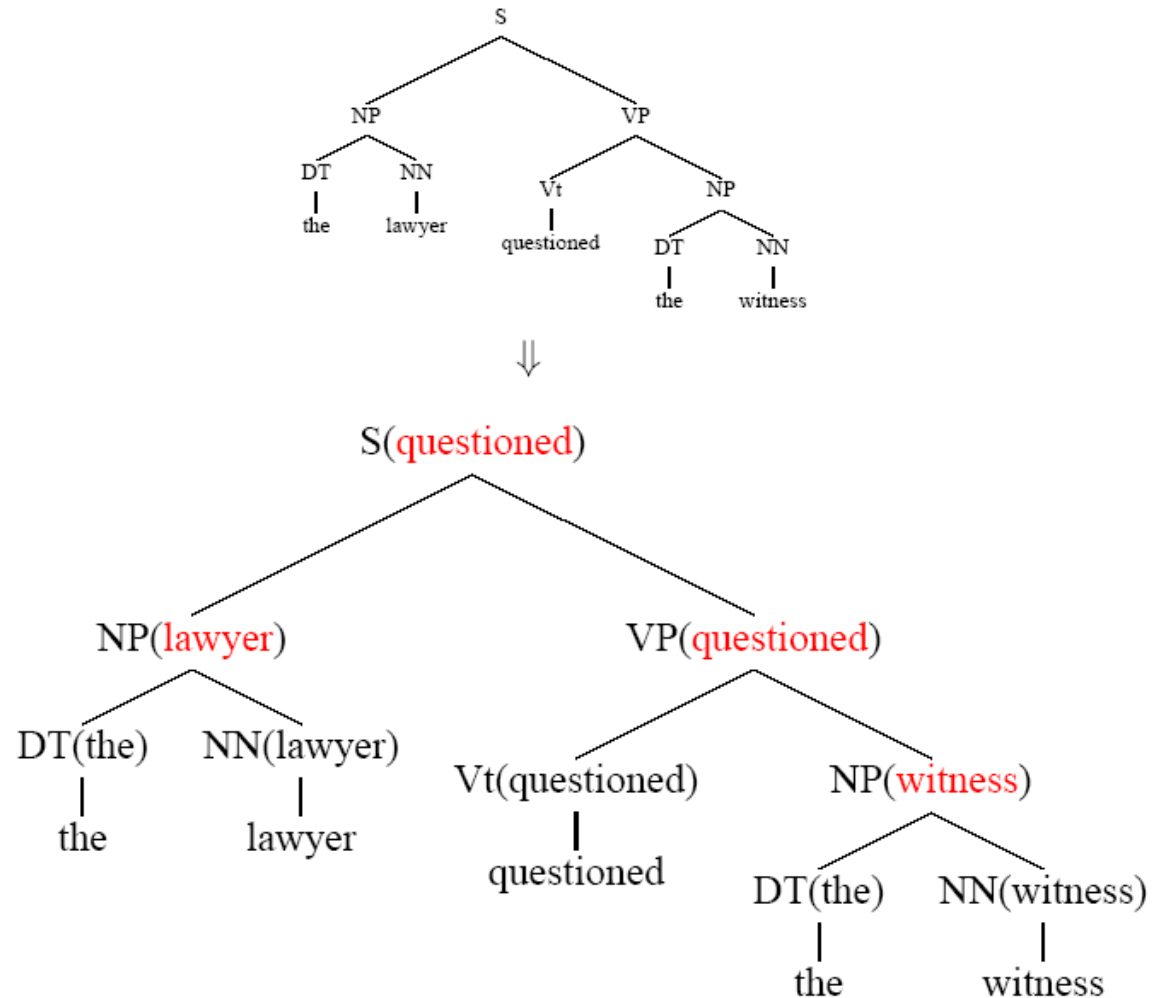 S
NP VP
DT NN Vt NP
the lawyer questioned DT NN
the witness
⇓
S(questioned)
NP(lawyer) VP(questioned)
DT(the) NN(lawyer) Vt(questioned) NP(witness)
the lawyer questioned DT(the) NN(witness)
the witness